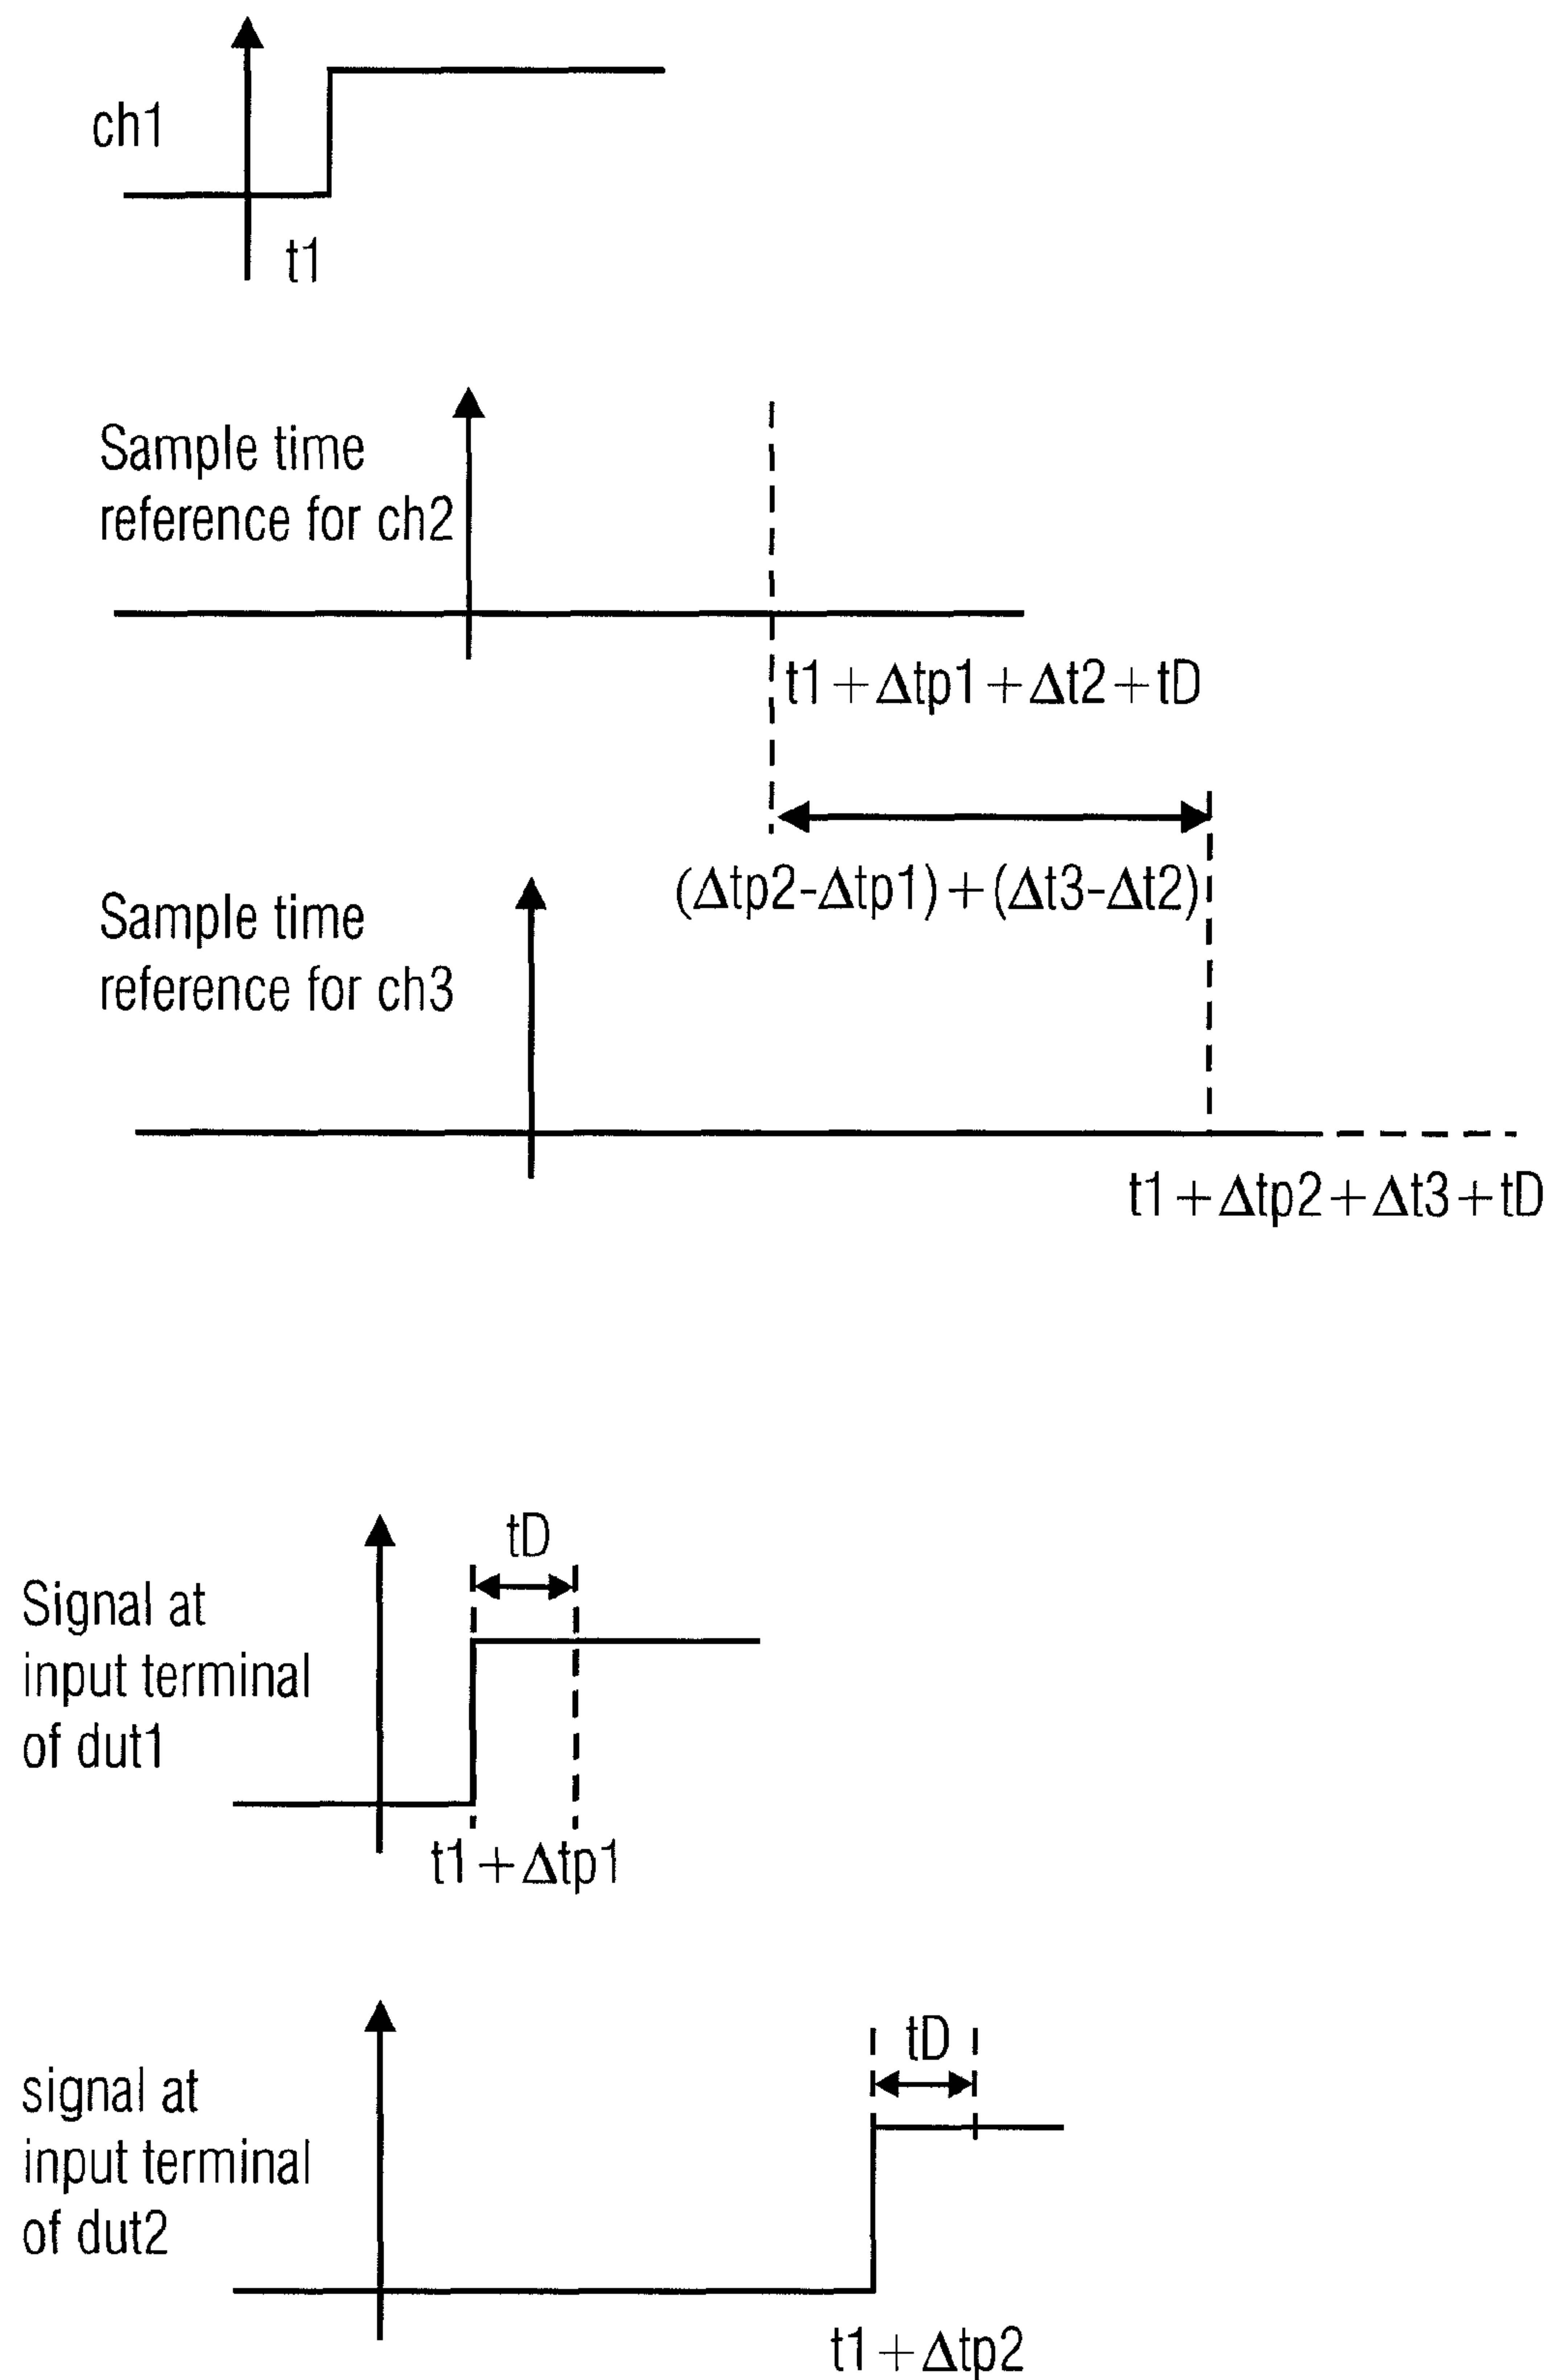 ch1
t1
Sample time
reference for ch2
t1+Δtp1+Δt2+tD
(Δtp2-Δtp1)+(Δt3-Δt2)
Sample time
reference for ch3
t1+Δtp2+Δt3+tD
tD
Signal at
input terminal
of dut1
t1+Δtp1
tD
signal at
input terminal
of dut2
t1+Δtp2